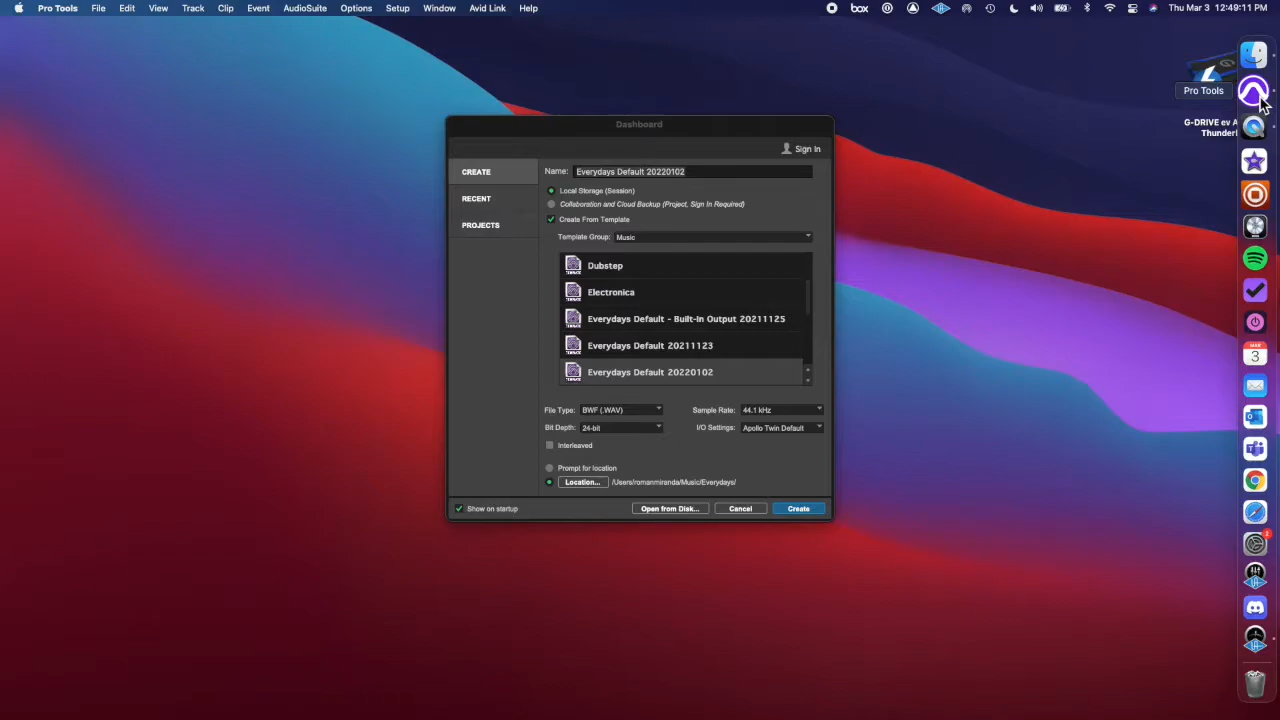 Pro Tools File Edit View Track Clip Event AudioSuite Options Setup Window Avid Link Help
box Thu Mar 3 12:49:11 PM
Pro Tools
G-DRIVE ev A
Thunderl
MAR
3
2
Dashboard
Sign In
CREATE
RECENT
PROJECTS
Name: Everydays Default 20220102
Local Storage (Session)
Collaboration and Cloud Backup (Project, Sign In Required)
Create From Template
Template Group: Music
Dubstep
Electronica
Everydays Default - Built-In Output 20211125
Everydays Default 20211123
Everydays Default 20220102
File Type: BWF (.WAV) Sample Rate: 44.1 kHz
Bit Depth: 24-bit I/O Settings: Apollo Twin Default
Interleaved
Prompt for location
Location... /Users/romanmiranda/Music/Everydays/
Show on startup Open from Disk... Cancel Create